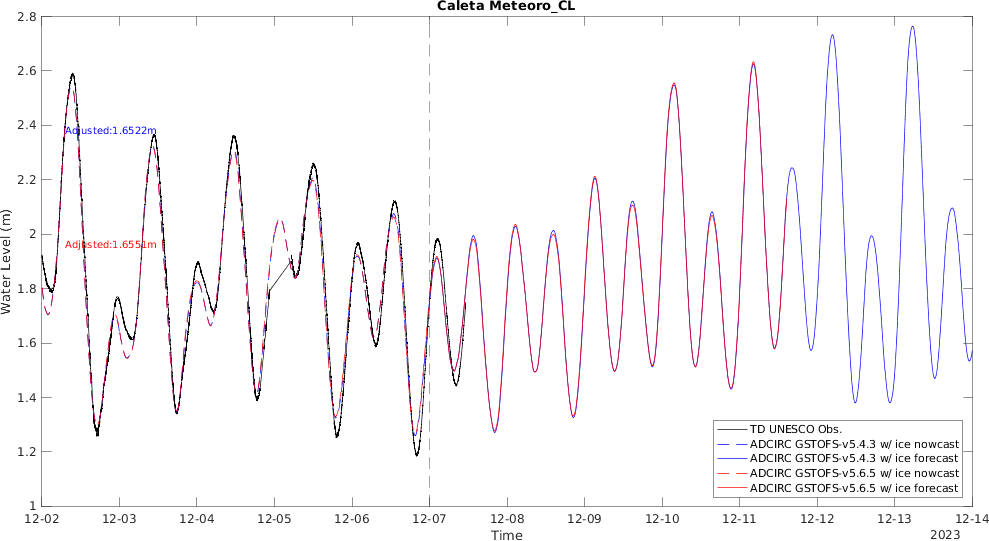 Caleta Meteoro_CL
2.8
2.6
2.4
2.2
2
1.8
1.6
1.4
1.2
1
Water Level (m)
Adjusted:1.6522m
Adjusted:1.6551m
TD UNESCO Obs.
ADCIRC GSTOFS-v5.4.3 w/ ice nowcast
ADCIRC GSTOFS-v5.4.3 w/ ice forecast
ADCIRC GSTOFS-v5.6.5 w/ ice nowcast
ADCIRC GSTOFS-v5.6.5 w/ ice forecast
12-02 12-03 12-04 12-05 12-06 12-07 12-08 12-09 12-10 12-11 12-12 12-13 12-14
Time
2023